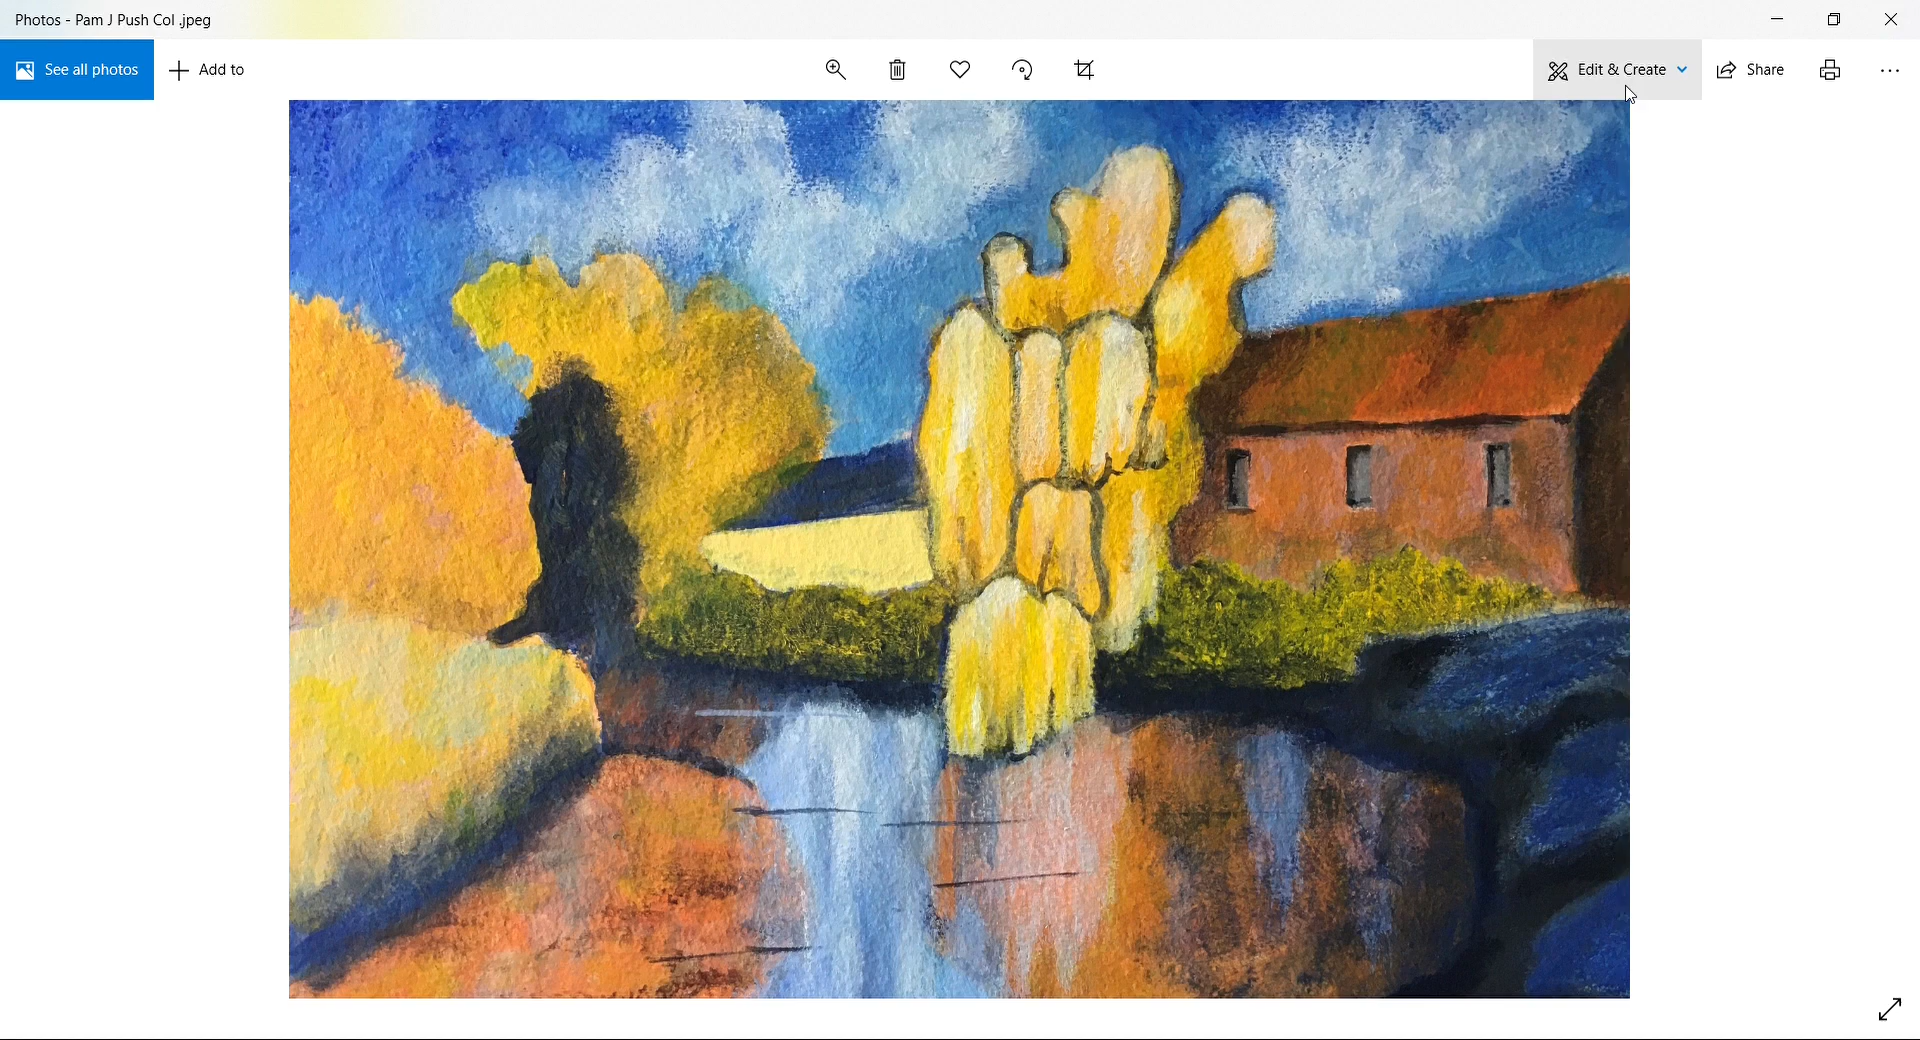 Photos - Pam J Push Col .jpeg
See all photos
Add to
Edit & Create
Share